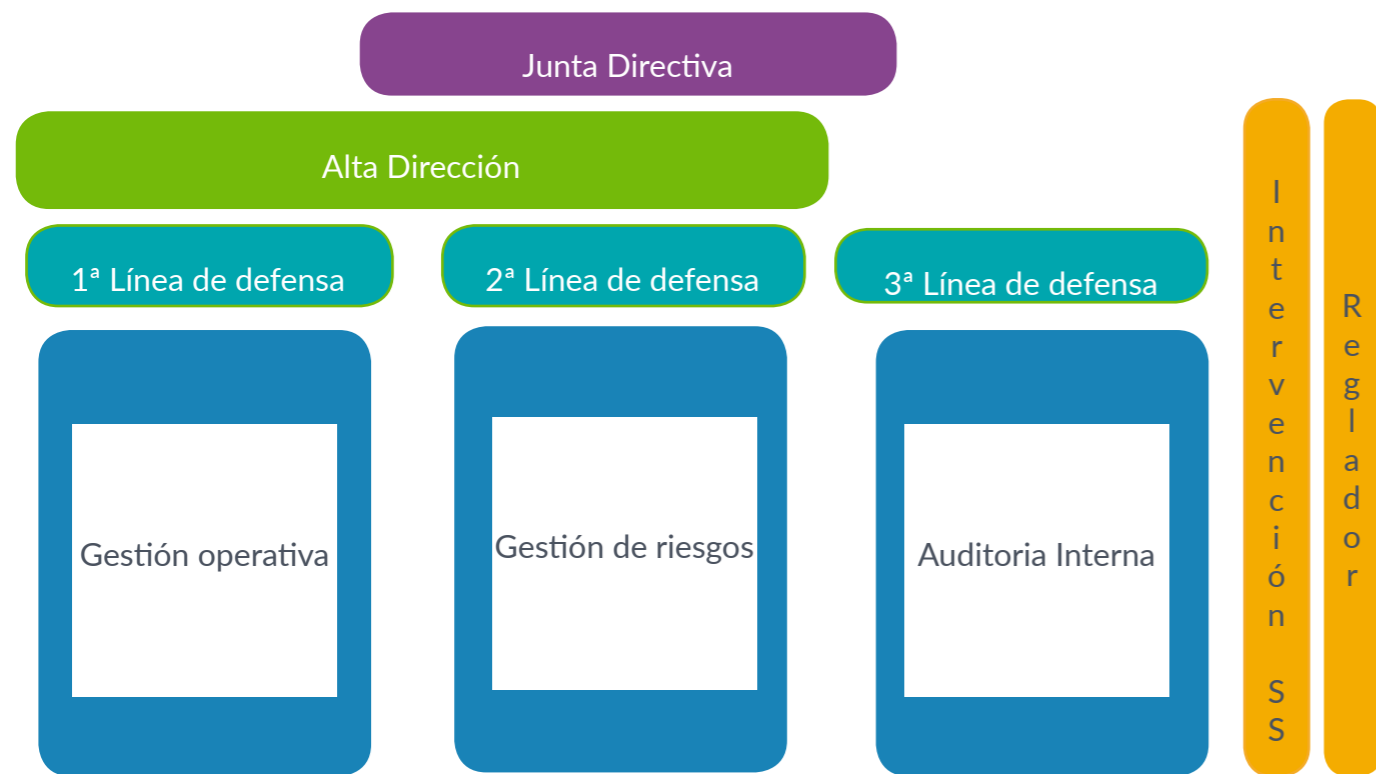 Junta Directiva
Alta Dirección
1ª Línea de defensa
2ª Línea de defensa
3ª Línea de defensa
Gestión operativa
Gestión de riesgos
Auditoria Interna
Intervención SS
Reglador